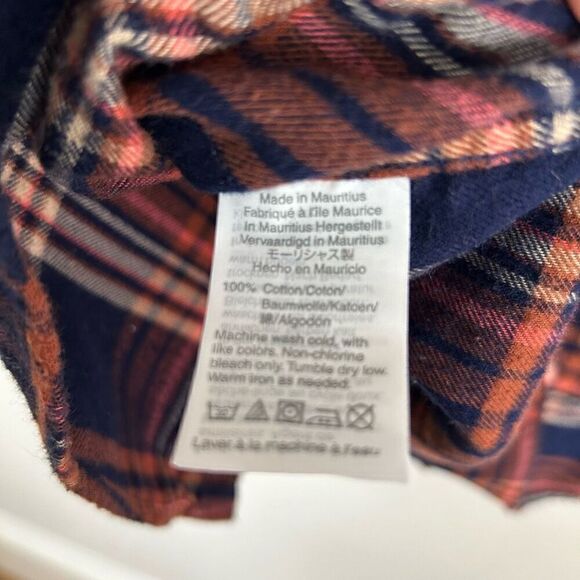 Made in Mauritius
Fabriqué à l'île Maurice
In Mauritius Hergestellt
Vervaardigd in Mauritius
モーリシャス製
Hecho en Mauricio
100% Cotton/Coton/
Baumwolle/Katoen/
綿/Algodón
Machine wash cold, with
like colors. Non-chlorine
bleach only. Tumble dry low.
Warm iron as needed.
Laver à la machine à l'eau